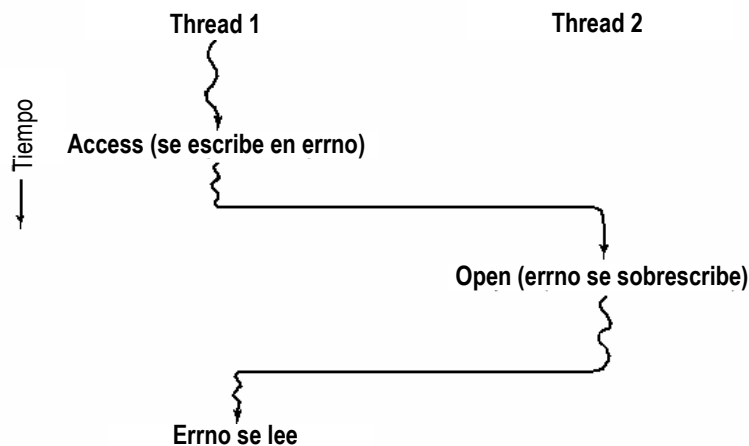 Thread 1
Thread 2
Tiempo
Access (se escribe en errno)
Open (errno se sobrescribe)
Errno se lee